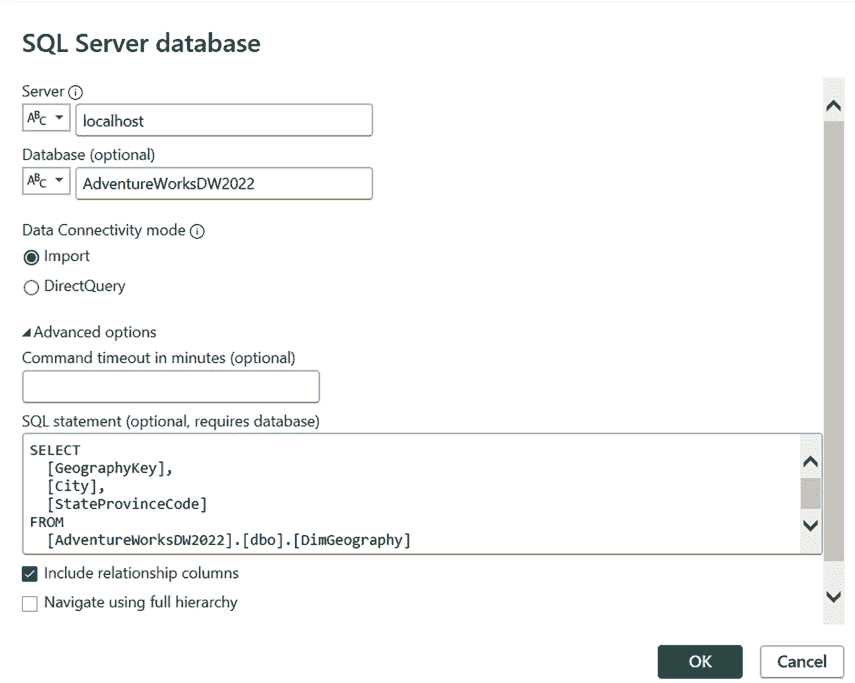 SQL Server database
Server
ABC
localhost
Database (optional)
ABC
AdventureWorksDW2022
Data Connectivity mode
Import
DirectQuery
Advanced options
Command timeout in minutes (optional)
SQL statement (optional, requires database)
SELECT
[GeographyKey],
[City],
[StateProvinceCode]
FROM
[AdventureWorksDW2022].[dbo].[DimGeography]
Include relationship columns
Navigate using full hierarchy
OK
Cancel